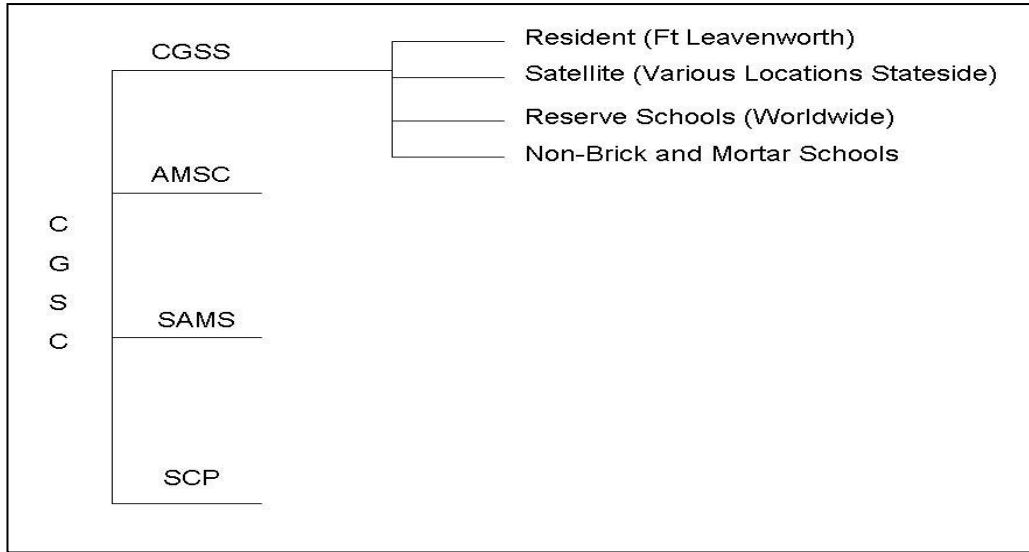 CGSS
Resident (Ft Leavenworth)
Satellite (Various Locations Stateside)
Reserve Schools (Worldwide)
Non-Brick and Mortar Schools
AMSC
C
G
S
C
SAMS
SCP